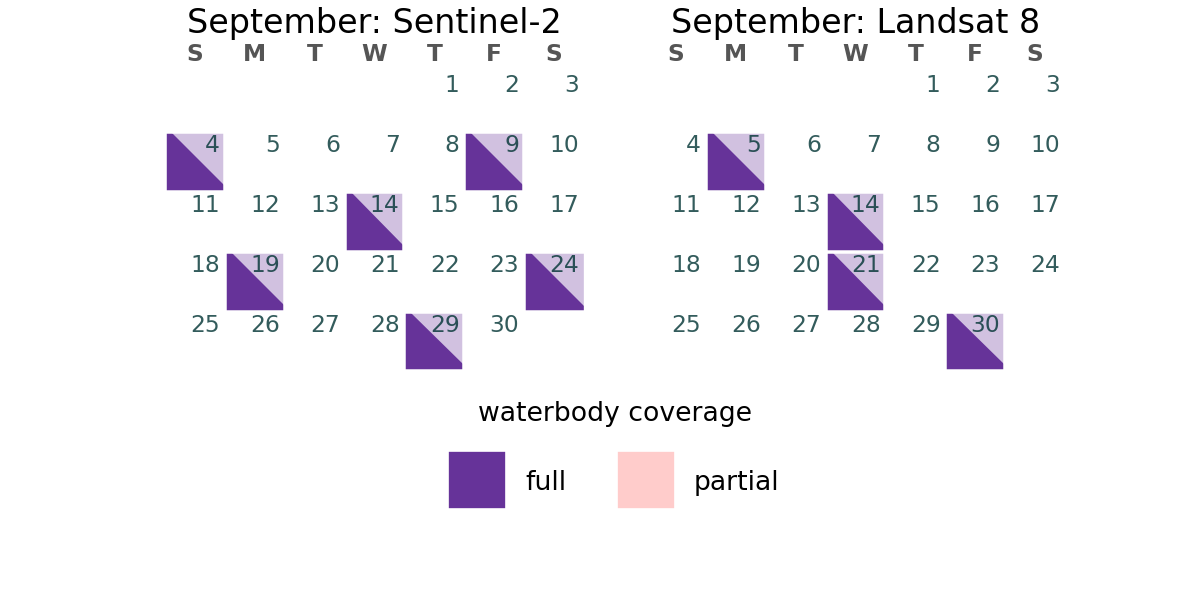 September: Sentinel-2
S M T W T F S
1 2 3
4 5 6 7 8 9 10
11 12 13 14 15 16 17
18 19 20 21 22 23 24
25 26 27 28 29 30
September: Landsat 8
S M T W T F S
1 2 3
4 5 6 7 8 9 10
11 12 13 14 15 16 17
18 19 20 21 22 23 24
25 26 27 28 29 30
waterbody coverage
full partial